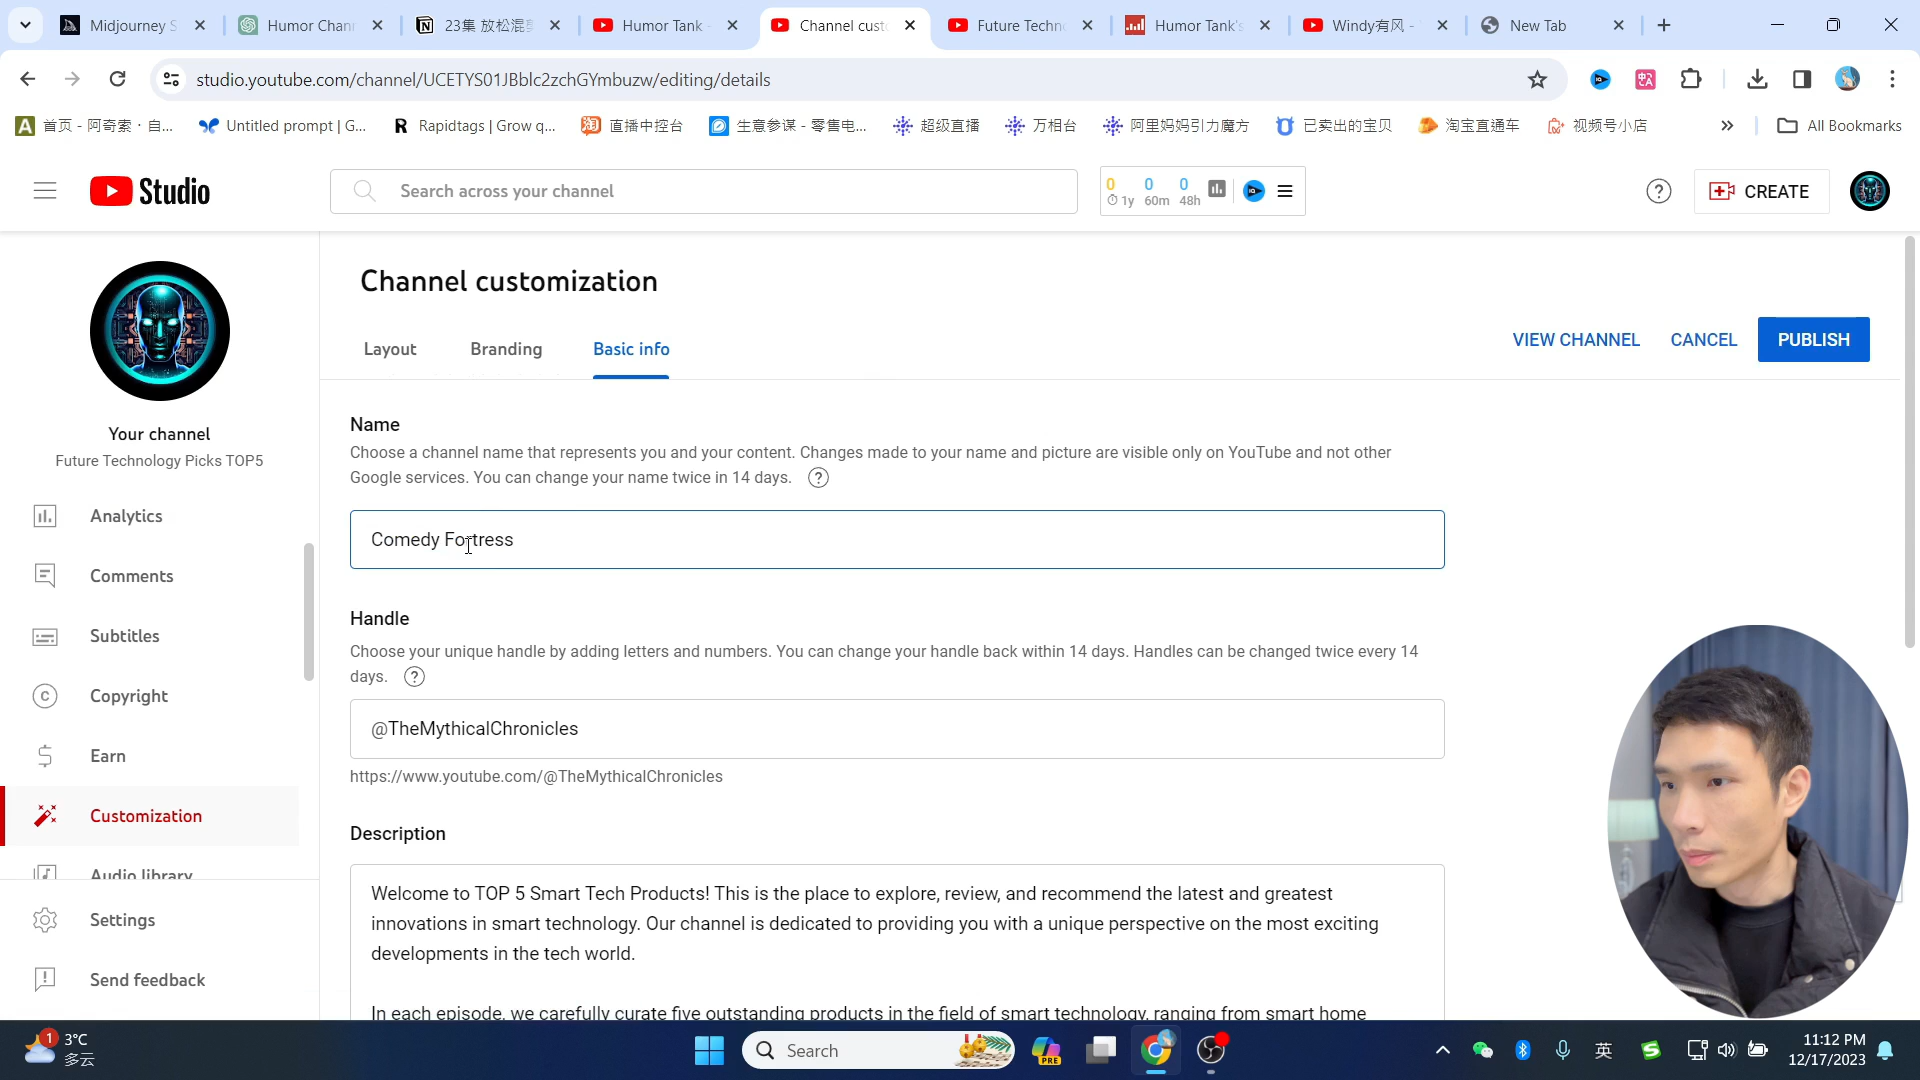 Midjourney S
Humor Chan
23集 放松混
Humor Tank -
Channel cust
Future Techn
Humor Tank's
Windy有风 -
New Tab
studio.youtube.com/channel/UCETYS01JBblc2zchGYmbuzw/editing/details
首页 - 阿奇索 · 自...
Untitled prompt | G...
Rapidtags | Grow q...
直播中控台
生意参谋 - 零售电...
超级直播
万相台
阿里妈妈引力魔方
已卖出的宝贝
淘宝直通车
视频号小店
All Bookmarks
Studio
Search across your channel
0 0 0
1y 60m 48h
CREATE
Channel customization
Layout
Branding
Basic info
VIEW CHANNEL
CANCEL
PUBLISH
Your channel
Future Technology Picks TOP5
Analytics
Comments
Subtitles
Copyright
Earn
Customization
Audio library
Settings
Send feedback
Name
Choose a channel name that represents you and your content. Changes made to your name and picture are visible only on YouTube and not other
Google services. You can change your name twice in 14 days.
Comedy Fortress
Handle
Choose your unique handle by adding letters and numbers. You can change your handle back within 14 days. Handles can be changed twice every 14
days.
@TheMythicalChronicles
https://www.youtube.com/@TheMythicalChronicles
Description
Welcome to TOP 5 Smart Tech Products! This is the place to explore, review, and recommend the latest and greatest
innovations in smart technology. Our channel is dedicated to providing you with a unique perspective on the most exciting
developments in the tech world.
In each episode, we carefully curate five outstanding products in the field of smart technology, ranging from smart home
1
3°C
多云
Search
PRE
英
11:12 PM
12/17/2023